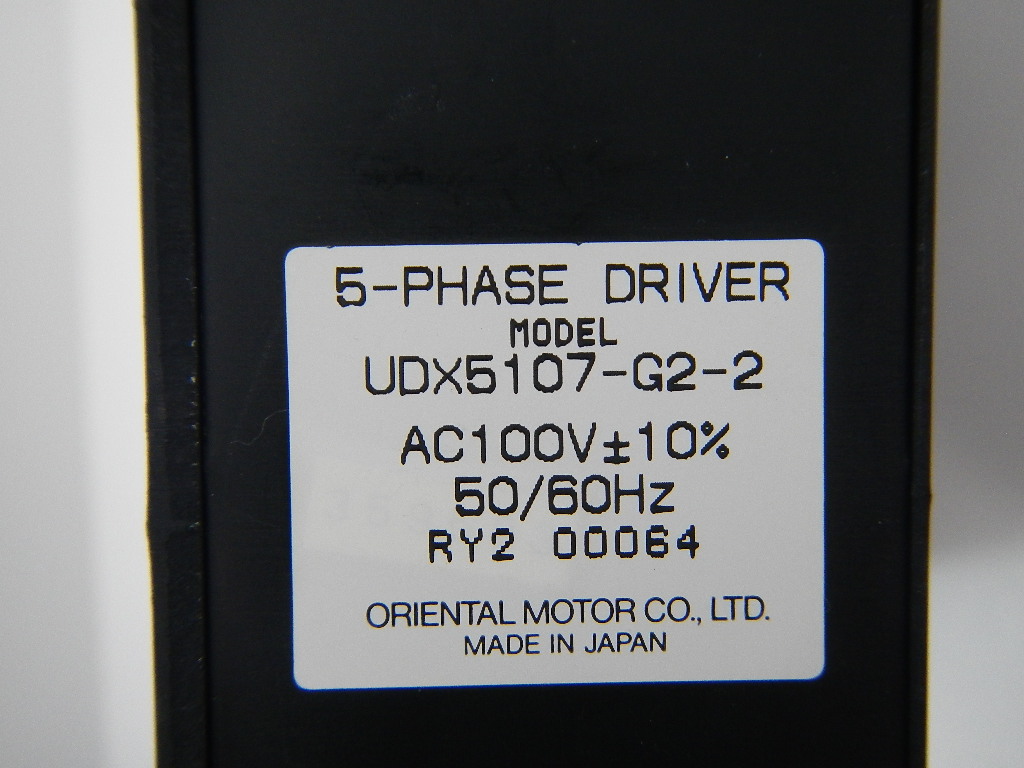 5-PHASE DRIVER
MODEL
UDX5107-G2-2
AC100V±10%
50/60Hz
RY2 00064
ORIENTAL MOTOR CO., LTD.
MADE IN JAPAN